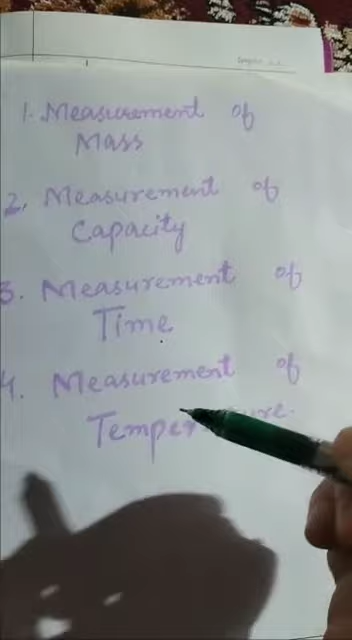 1. Measurement of
Mass
2. Measurement of
Capacity
3. Measurement of
Time
4. Measurement of